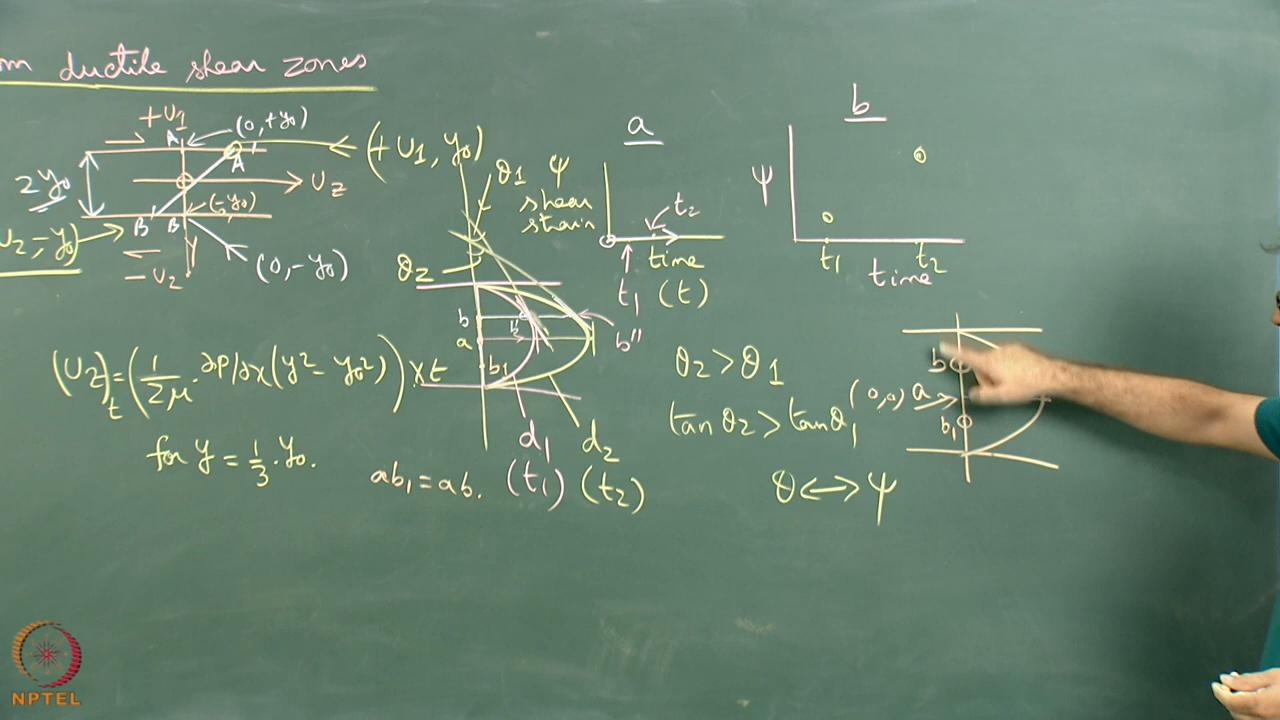 m ductile shear zones
+U1
(0, +y0)
A'
A
(+U1, y0)
2y0
Uz
(-y0)
B'
B
U2, -y0)
-U2
Y
(0, -y0)
θ1
θ2
b
a
b'
b1
b''
d1
d2
(t1)
(t2)
(Uz)t = (1/2μ · ∂P/∂x (y² - y0²)) × t
for y = 1/3 · y0.
ab1 = ab.
a
ψ
shear
strain
t2
time
t1
(t)
b
ψ
t1
t2
time
θ2 > θ1
tan θ2 > tan θ1
θ ↔ ψ
b
(0,0) a
b1
NPTEL